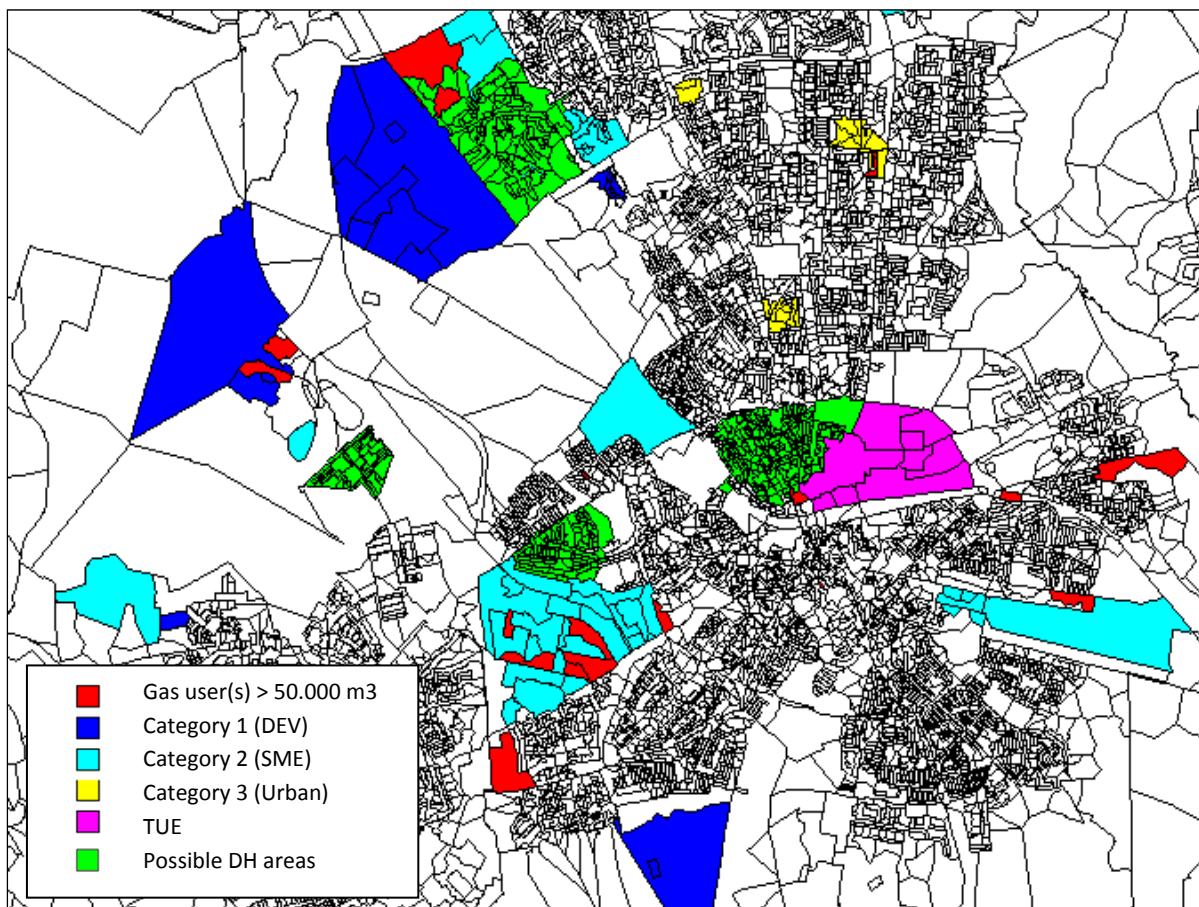 Gas user(s) > 50.000 m3
Category 1 (DEV)
Category 2 (SME)
Category 3 (Urban)
TUE
Possible DH areas